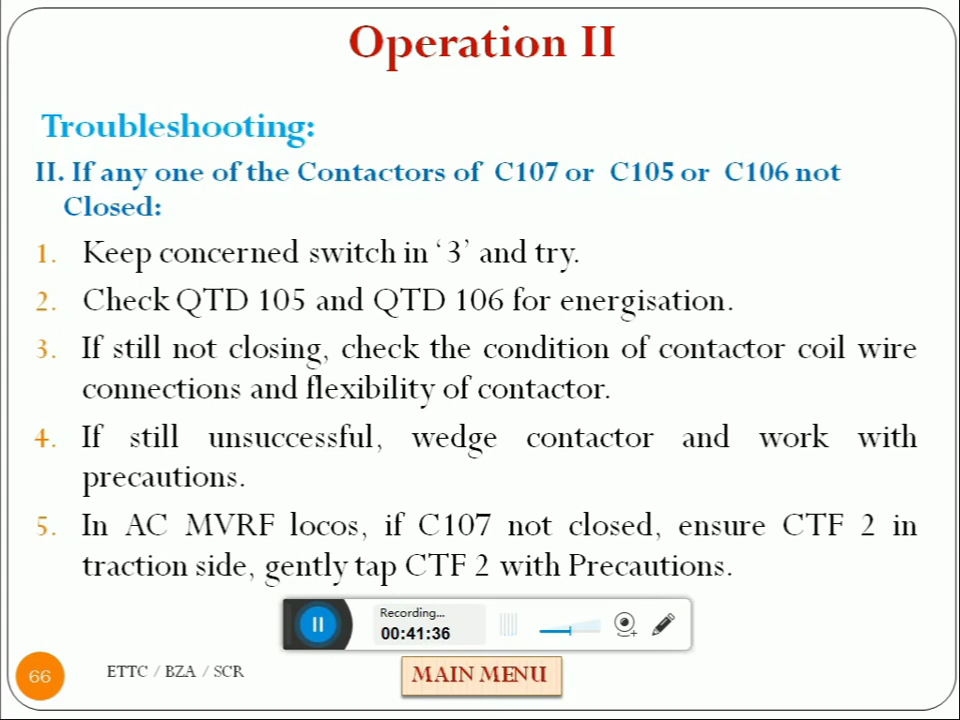 Operation II
Troubleshooting:
II. If any one of the Contactors of C107 or C105 or C106 not
Closed:
1. Keep concerned switch in ‘3’ and try.
2. Check QTD 105 and QTD 106 for energisation.
3. If still not closing, check the condition of contactor coil wire
connections and flexibility of contactor.
4. If still unsuccessful, wedge contactor and work with
precautions.
5. In AC MVRF locos, if C107 not closed, ensure CTF 2 in
traction side, gently tap CTF 2 with Precautions.
Recording...
00:41:36
66
ETTC / BZA / SCR
MAIN MENU